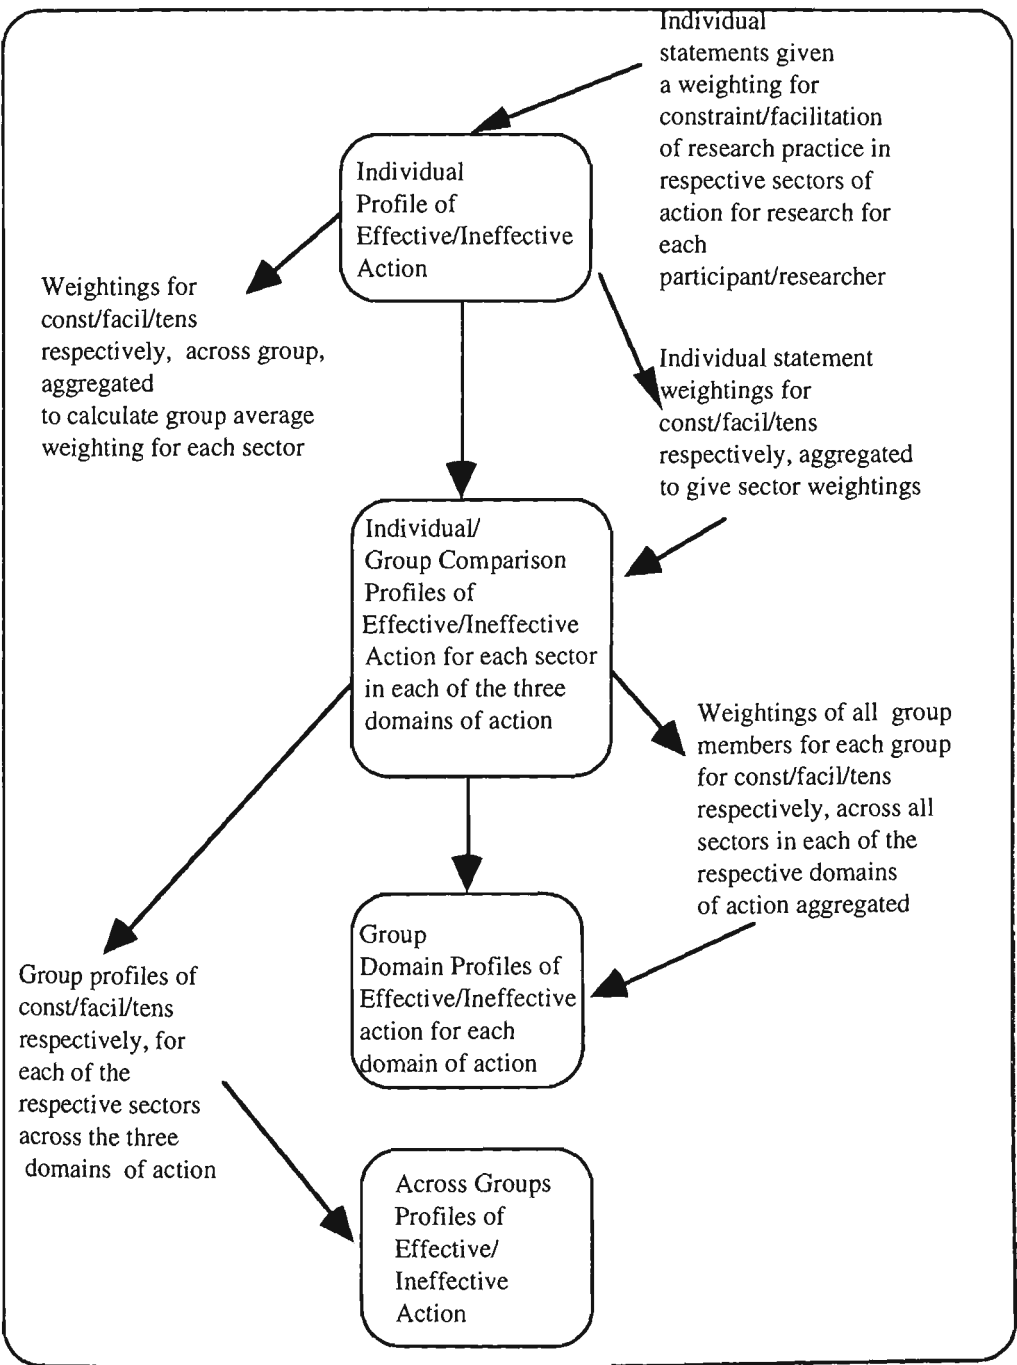 Individual
statements given
a weighting for
constraint/facilitation
of research practice in
respective sectors of
action for research for
each
participant/researcher
Individual
Profile of
Effective/Ineffective
Action
Weightings for
const/facil/tens
respectively, across group,
aggregated
to calculate group average
weighting for each sector
Individual statement
weightings for
const/facil/tens
respectively, aggregated
to give sector weightings
Individual/
Group Comparison
Profiles of
Effective/Ineffective
Action for each sector
in each of the three
domains of action
Weightings of all group
members for each group
for const/facil/tens
respectively, across all
sectors in each of the
respective domains
of action aggregated
Group
Domain Profiles of
Effective/Ineffective
action for each
domain of action
Group profiles of
const/facil/tens
respectively, for
each of the
respective sectors
across the three
domains of action
Across Groups
Profiles of
Effective/
Ineffective
Action